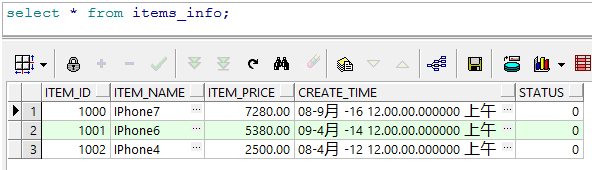 select * from items_info;
ITEM_ID ITEM_NAME ITEM_PRICE CREATE_TIME STATUS
1 1000 IPhone7 ... 7280.00 08-9月 -16 12.00.00.000000 上午 ... 0
2 1001 IPhone6 ... 5380.00 09-4月 -14 12.00.00.000000 上午 ... 0
3 1002 IPhone4 ... 2500.00 08-4月 -12 12.00.00.000000 上午 ... 0